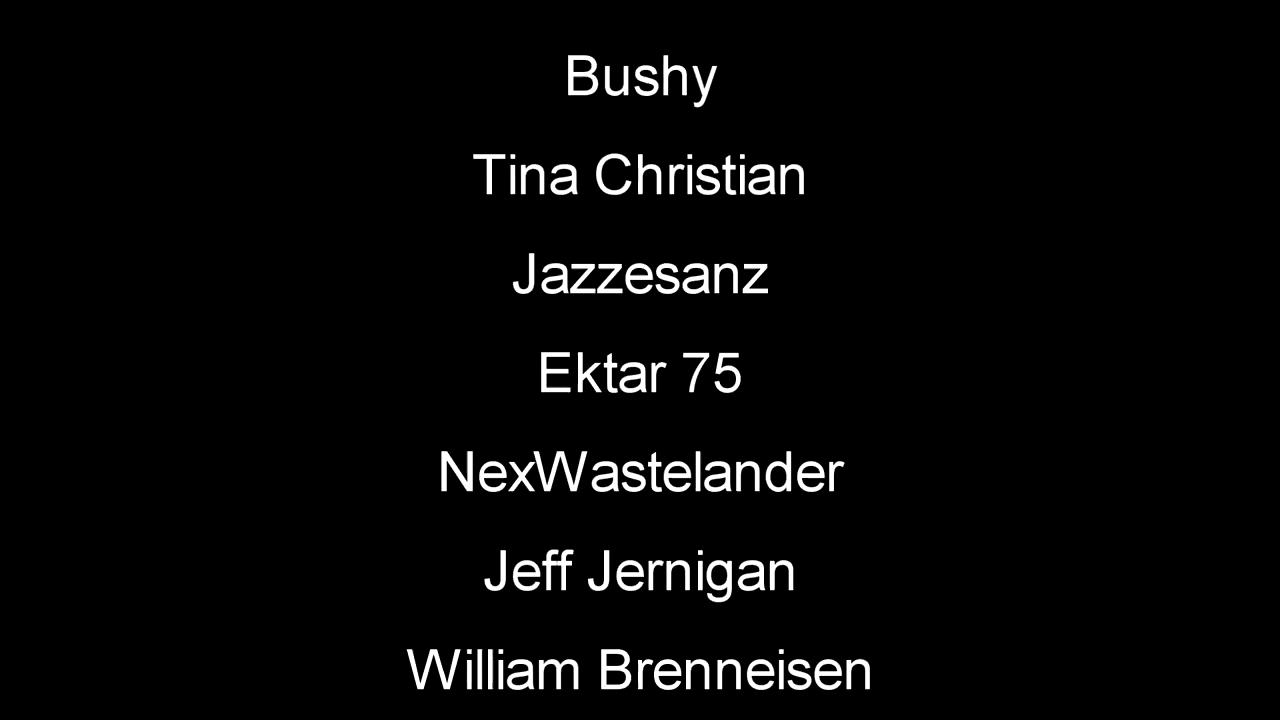 Bushy
Tina Christian
Jazzesanz
Ektar 75
NexWastelander
Jeff Jernigan
William Brenneisen